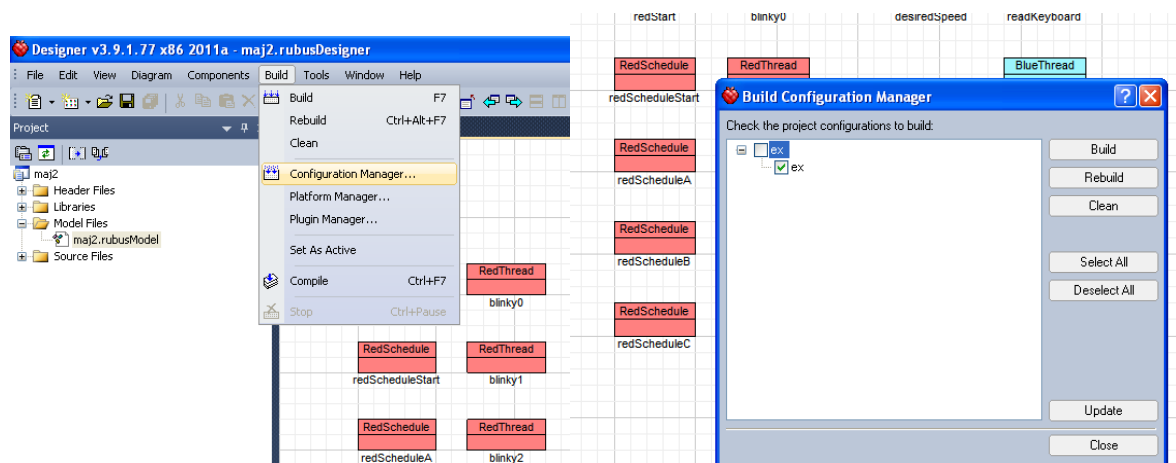 Designer v3.9.1.77 x86 2011a - maj2.rubusDesigner
File Edit View Diagram Components Build Tools Window Help
Project
maj2
Header Files
Libraries
Model Files
maj2.rubusModel
Source Files
Build F7
Rebuild Ctrl+Alt+F7
Clean
Configuration Manager...
Platform Manager...
Plugin Manager...
Set As Active
Compile Ctrl+F7
Stop Ctrl+Pause
RedThread
blinky0
RedSchedule RedThread
redScheduleStart blinky1
RedSchedule RedThread
redScheduleA blinky2
redStart blinky0 desiredSpeed readKeyboard
RedSchedule RedThread BlueThread
redScheduleStart
RedSchedule
redScheduleA
RedSchedule
redScheduleB
RedSchedule
redScheduleC
Build Configuration Manager
Check the project configurations to build:
ex
ex
Build
Rebuild
Clean
Select All
Deselect All
Update
Close